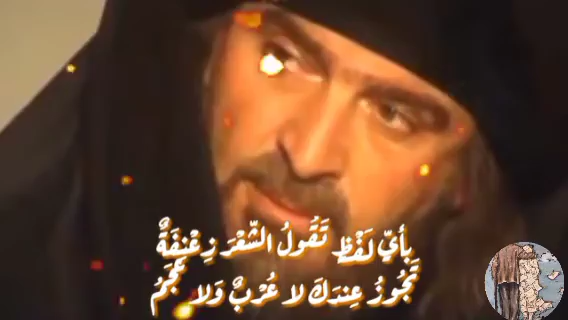 بِأَيِّ لَفْظٍ تَقُولُ الشِّعْرَ زِعْنِفَةٌ
تَجُوزُ عِندَكَ لا عُرْبٌ وَلا عَجَمُ